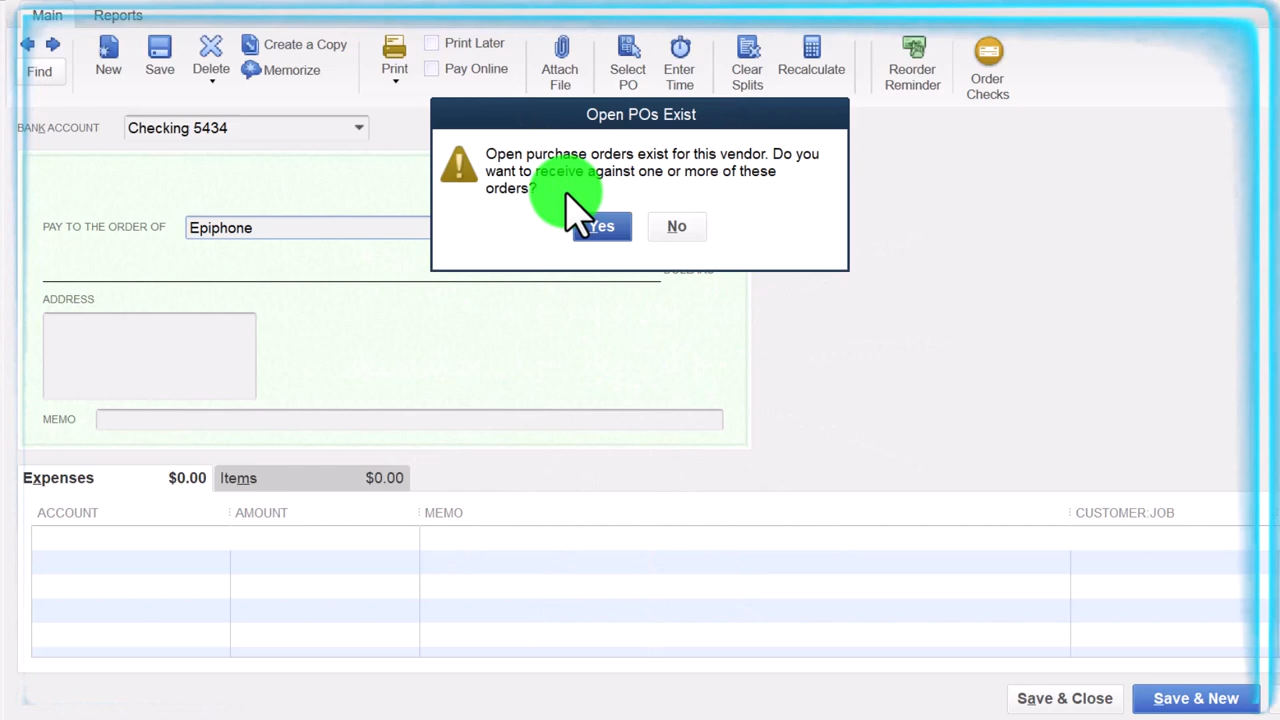 Main Reports
Find
New
Save
Delete
Create a Copy
Memorize
Print
Print Later
Pay Online
Attach
File
Select
PO
Enter
Time
Clear
Splits
Recalculate
Reorder
Reminder
Order
Checks
BANK ACCOUNT Checking 5434
Open POs Exist
Open purchase orders exist for this vendor. Do you
want to receive against one or more of these
orders?
Yes No
PAY TO THE ORDER OF Epiphone
DOLLARS
ADDRESS
MEMO
Expenses $0.00 Items $0.00
ACCOUNT AMOUNT MEMO CUSTOMER:JOB
Save & Close Save & New